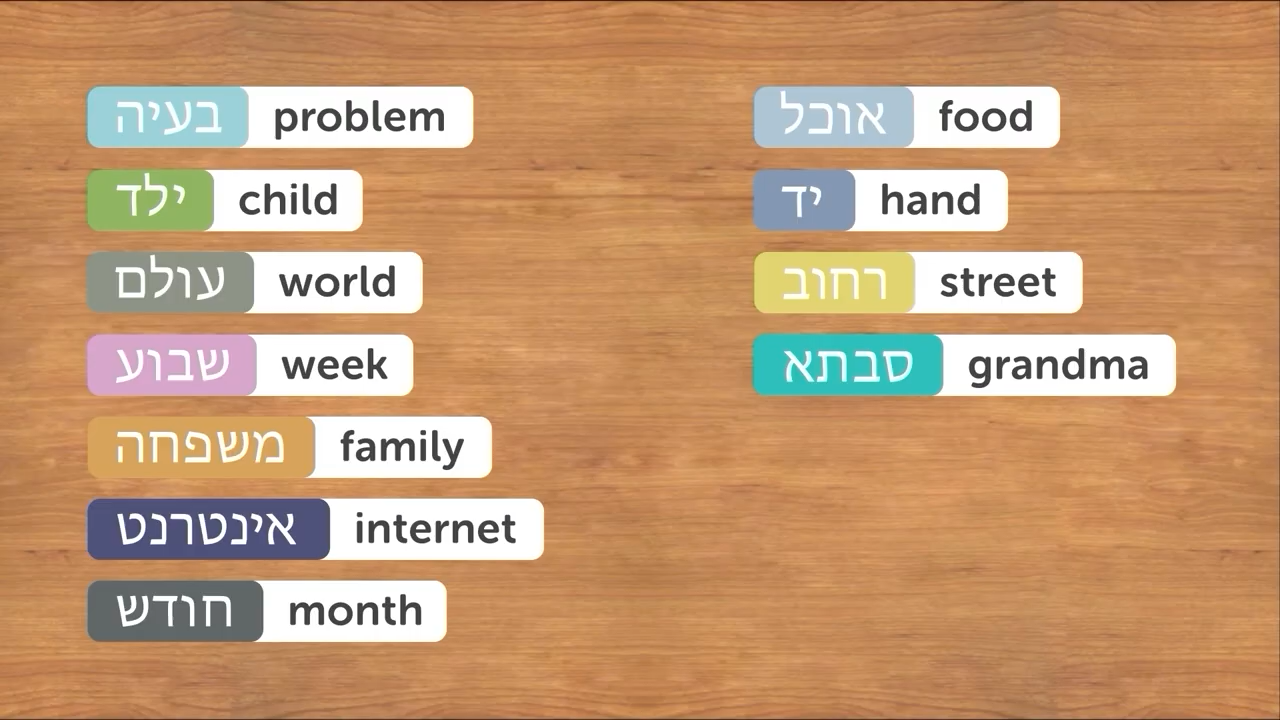 בעיה problem
ילד child
עולם world
שבוע week
משפחה family
אינטרנט internet
חודש month
אוכל food
יד hand
רחוב street
סבתא grandma